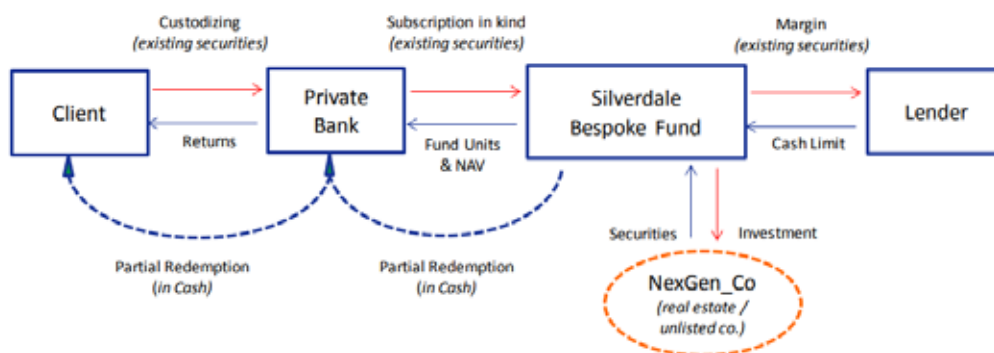 Custodizing
(existing securities)
Subscription in kind
(existing securities)
Margin
(existing securities)
Client
Private
Bank
Silverdale
Bespoke Fund
Lender
Returns
Fund Units
& NAV
Cash Limit
Securities
Investment
Partial Redemption
(in Cash)
Partial Redemption
(in Cash)
NexGen_Co
(real estate /
unlisted co.)